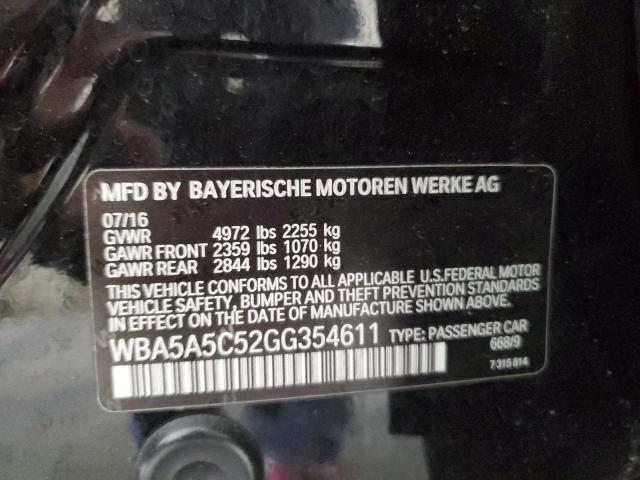 MFD BY BAYERISCHE MOTOREN WERKE AG
07/16
GVWR 4972 lbs 2255 kg
GAWR FRONT 2359 lbs 1070 kg
GAWR REAR 2844 lbs 1290 kg
THIS VEHICLE CONFORMS TO ALL APPLICABLE U.S.FEDERAL MOTOR
VEHICLE SAFETY, BUMPER AND THEFT PREVENTION STANDARDS
IN EFFECT ON THE DATE OF MANUFACTURE SHOWN ABOVE.
WBA5A5C52GG354611 TYPE: PASSENGER CAR
668/9
7315814